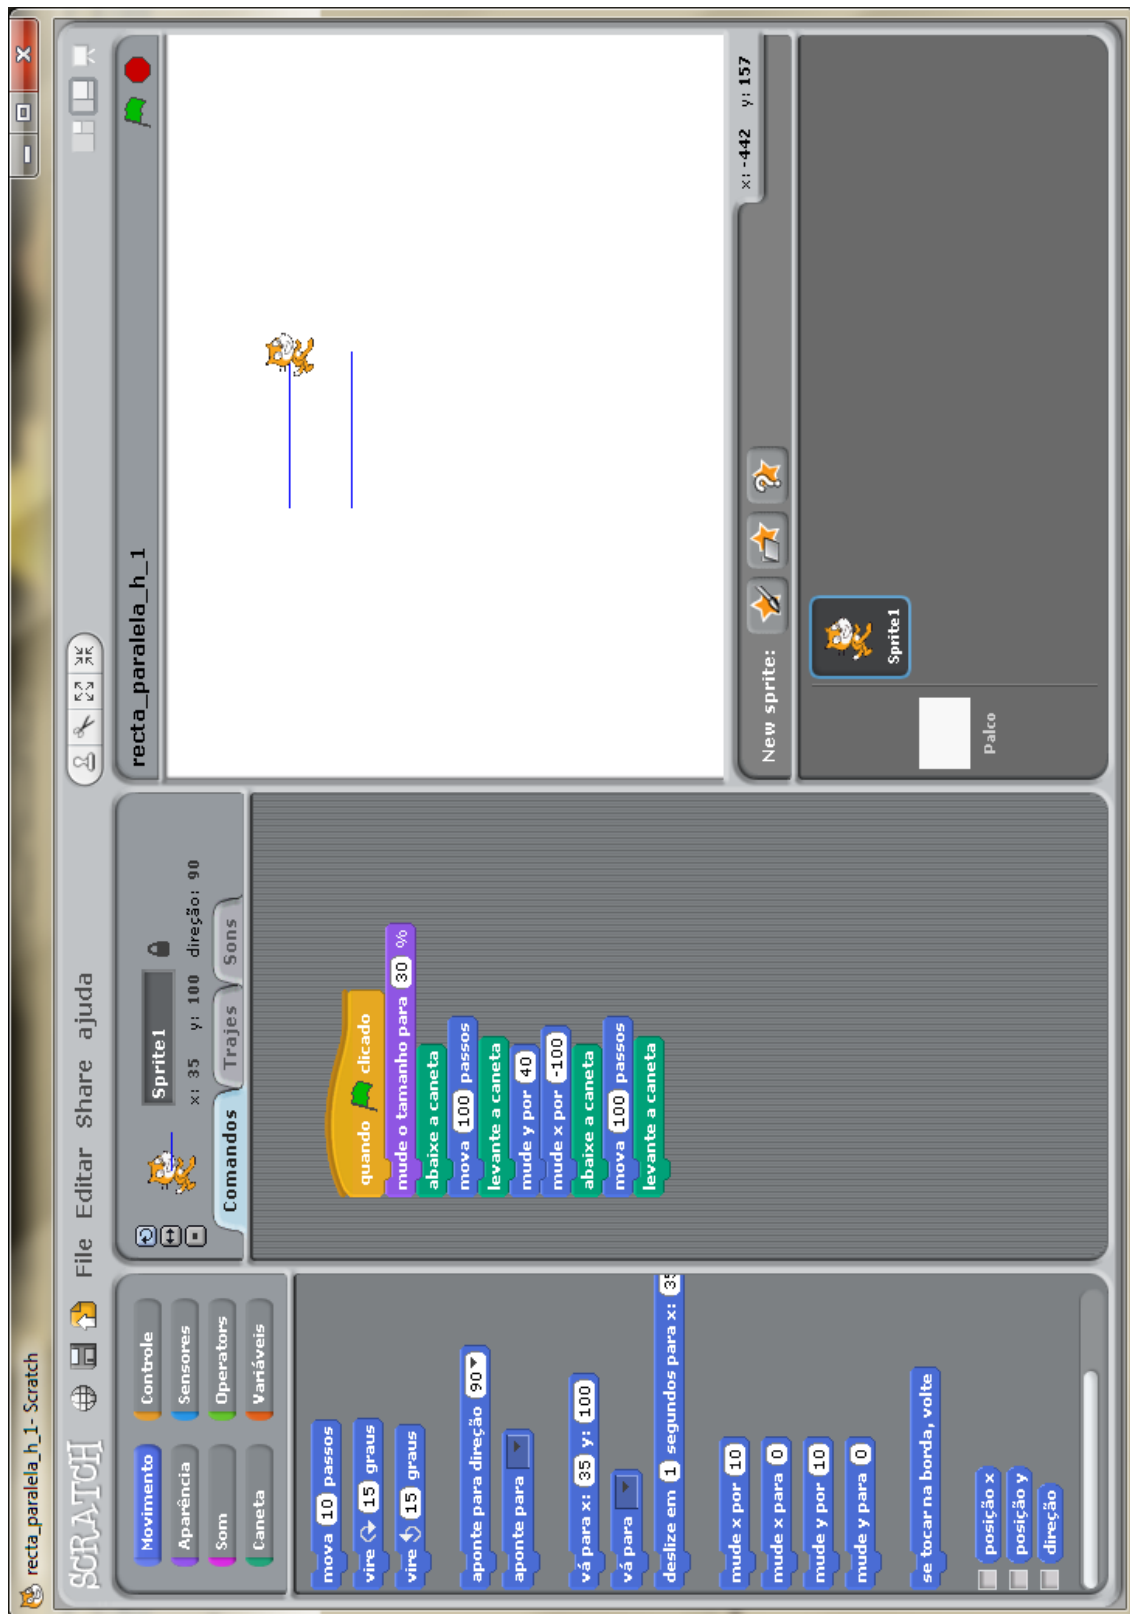 recta_paralela_h_1- Scratch
SCRATCH File Editar Share ajuda
Movimento Controle
Aparência Sensores
Som Operators
Caneta Variáveis
mova 10 passos
vire 15 graus
vire 15 graus
aponte para direção 90
aponte para
vá para x: 35 y: 100
vá para
deslize em 1 segundos para x: 35
mude x por 10
mude x para 0
mude y por 10
mude y para 0
se tocar na borda, volte
posição x
posição y
direção
Sprite1
x: 35 y: 100 direção: 90
Comandos Trajes Sons
quando clicado
mude o tamanho para 30 %
abaixe a caneta
mova 100 passos
levante a caneta
mude y por 40
mude x por -100
abaixe a caneta
mova 100 passos
levante a caneta
recta_paralela_h_1
x: -442 y: 157
New sprite:
Sprite1
Palco